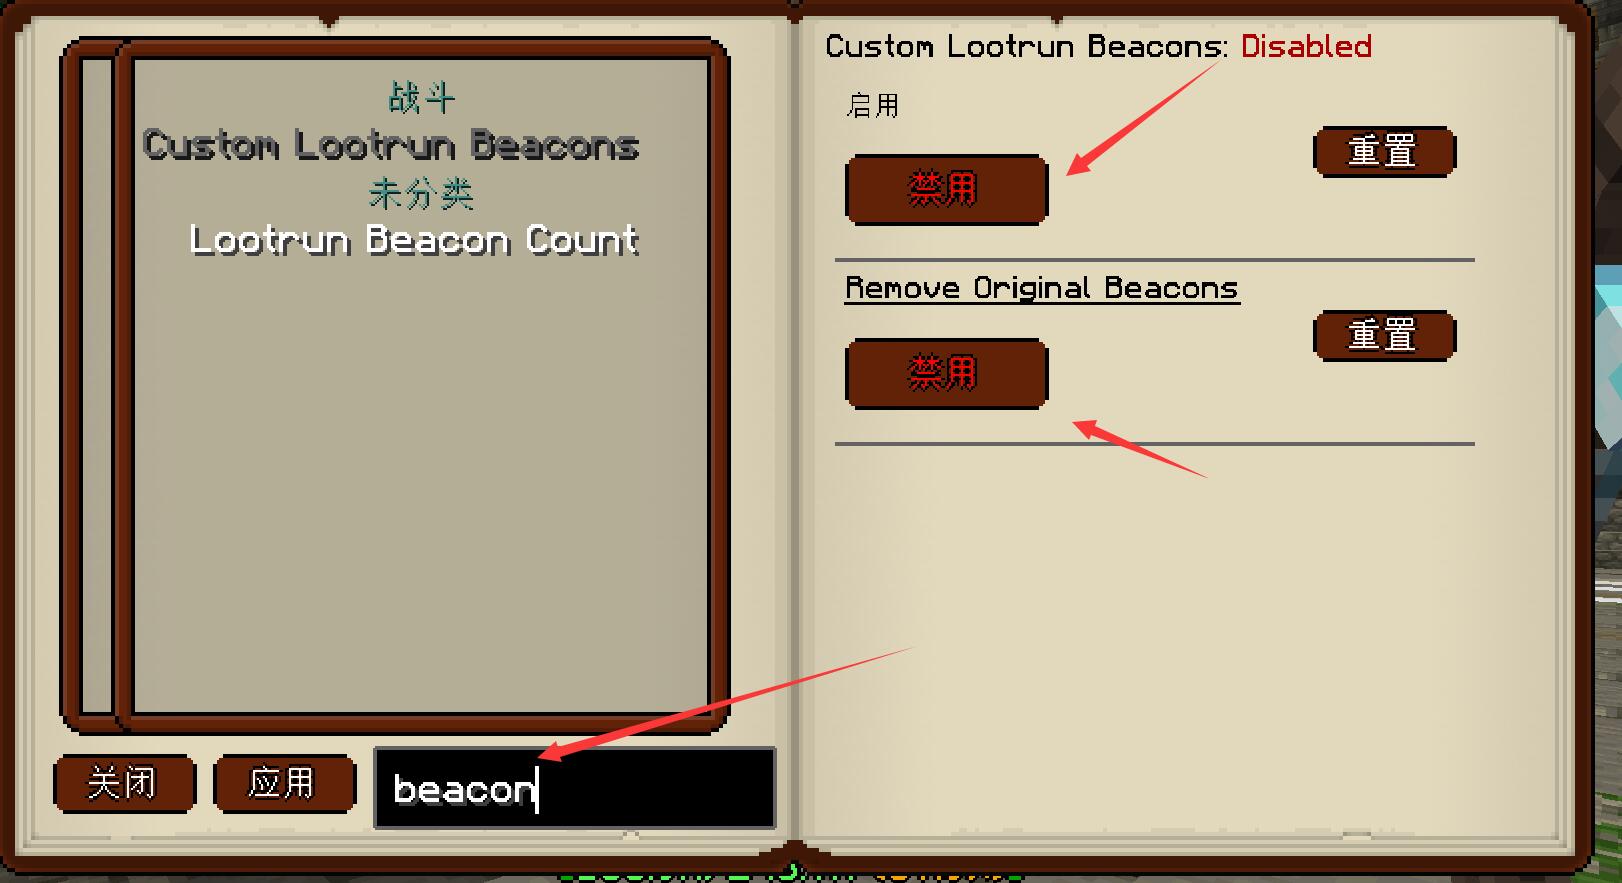 战斗
Custom Lootrun Beacons
未分类
Lootrun Beacon Count
关闭
应用
beacon
Custom Lootrun Beacons: Disabled
启用
禁用
重置
Remove Original Beacons
禁用
重置